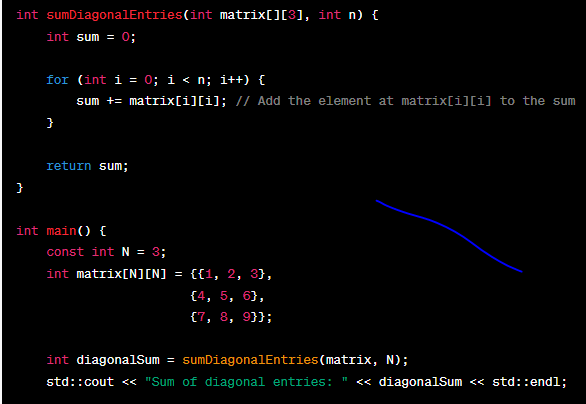 int sumDiagonalEntries(int matrix[][3], int n) {
int sum = 0;
for (int i = 0; i < n; i++) {
sum += matrix[i][i]; // Add the element at matrix[i][i] to the sum
}
return sum;
}
int main() {
const int N = 3;
int matrix[N][N] = {{1, 2, 3},
{4, 5, 6},
{7, 8, 9}};
int diagonalSum = sumDiagonalEntries(matrix, N);
std::cout << "Sum of diagonal entries: " << diagonalSum << std::endl;